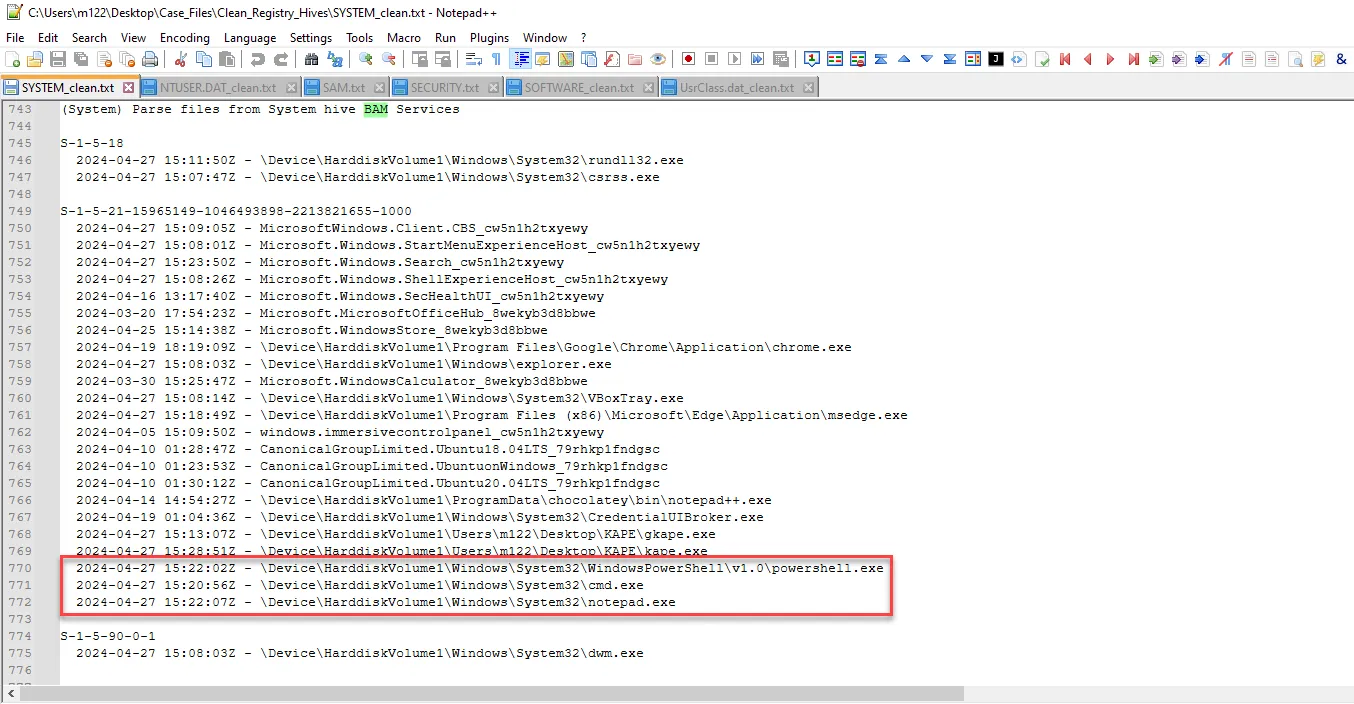 C:\Users\m122\Desktop\Case_Files\Clean_Registry_Hives\SYSTEM_clean.txt - Notepad++
File Edit Search View Encoding Language Settings Tools Macro Run Plugins Window ?
SYSTEM_clean.txt NTUSER.DAT_clean.txt SAM.txt SECURITY.txt SOFTWARE_clean.txt UsrClass.dat_clean.txt
743 (System) Parse files from System hive BAM Services
744
745 S-1-5-18
746 2024-04-27 15:11:50Z - \Device\HarddiskVolume1\Windows\System32\rundll32.exe
747 2024-04-27 15:07:47Z - \Device\HarddiskVolume1\Windows\System32\csrss.exe
748
749 S-1-5-21-15965149-1046493898-2213821655-1000
750 2024-04-27 15:09:05Z - MicrosoftWindows.Client.CBS_cw5n1h2txyewy
751 2024-04-27 15:08:01Z - Microsoft.Windows.StartMenuExperienceHost_cw5n1h2txyewy
752 2024-04-27 15:23:50Z - Microsoft.Windows.Search_cw5n1h2txyewy
753 2024-04-27 15:08:26Z - Microsoft.Windows.ShellExperienceHost_cw5n1h2txyewy
754 2024-04-16 13:17:40Z - Microsoft.Windows.SecHealthUI_cw5n1h2txyewy
755 2024-03-20 17:54:23Z - Microsoft.MicrosoftOfficeHub_8wekyb3d8bbwe
756 2024-04-25 15:14:38Z - Microsoft.WindowsStore_8wekyb3d8bbwe
757 2024-04-19 18:19:09Z - \Device\HarddiskVolume1\Program Files\Google\Chrome\Application\chrome.exe
758 2024-04-27 15:08:03Z - \Device\HarddiskVolume1\Windows\explorer.exe
759 2024-03-30 15:25:47Z - Microsoft.WindowsCalculator_8wekyb3d8bbwe
760 2024-04-27 15:08:14Z - \Device\HarddiskVolume1\Windows\System32\VBoxTray.exe
761 2024-04-27 15:18:49Z - \Device\HarddiskVolume1\Program Files (x86)\Microsoft\Edge\Application\msedge.exe
762 2024-04-05 15:09:50Z - windows.immersivecontrolpanel_cw5n1h2txyewy
763 2024-04-10 01:28:47Z - CanonicalGroupLimited.Ubuntu18.04LTS_79rhkp1fndgsc
764 2024-04-10 01:23:53Z - CanonicalGroupLimited.UbuntuonWindows_79rhkp1fndgsc
765 2024-04-10 01:30:12Z - CanonicalGroupLimited.Ubuntu20.04LTS_79rhkp1fndgsc
766 2024-04-14 14:54:27Z - \Device\HarddiskVolume1\ProgramData\chocolatey\bin\notepad++.exe
767 2024-04-19 01:04:36Z - \Device\HarddiskVolume1\Windows\System32\CredentialUIBroker.exe
768 2024-04-27 15:13:07Z - \Device\HarddiskVolume1\Users\m122\Desktop\KAPE\gkape.exe
769 2024-04-27 15:28:51Z - \Device\HarddiskVolume1\Users\m122\Desktop\KAPE\kape.exe
770 2024-04-27 15:22:02Z - \Device\HarddiskVolume1\Windows\System32\WindowsPowerShell\v1.0\powershell.exe
771 2024-04-27 15:20:56Z - \Device\HarddiskVolume1\Windows\System32\cmd.exe
772 2024-04-27 15:22:07Z - \Device\HarddiskVolume1\Windows\System32\notepad.exe
773
774 S-1-5-90-0-1
775 2024-04-27 15:08:03Z - \Device\HarddiskVolume1\Windows\System32\dwm.exe
776